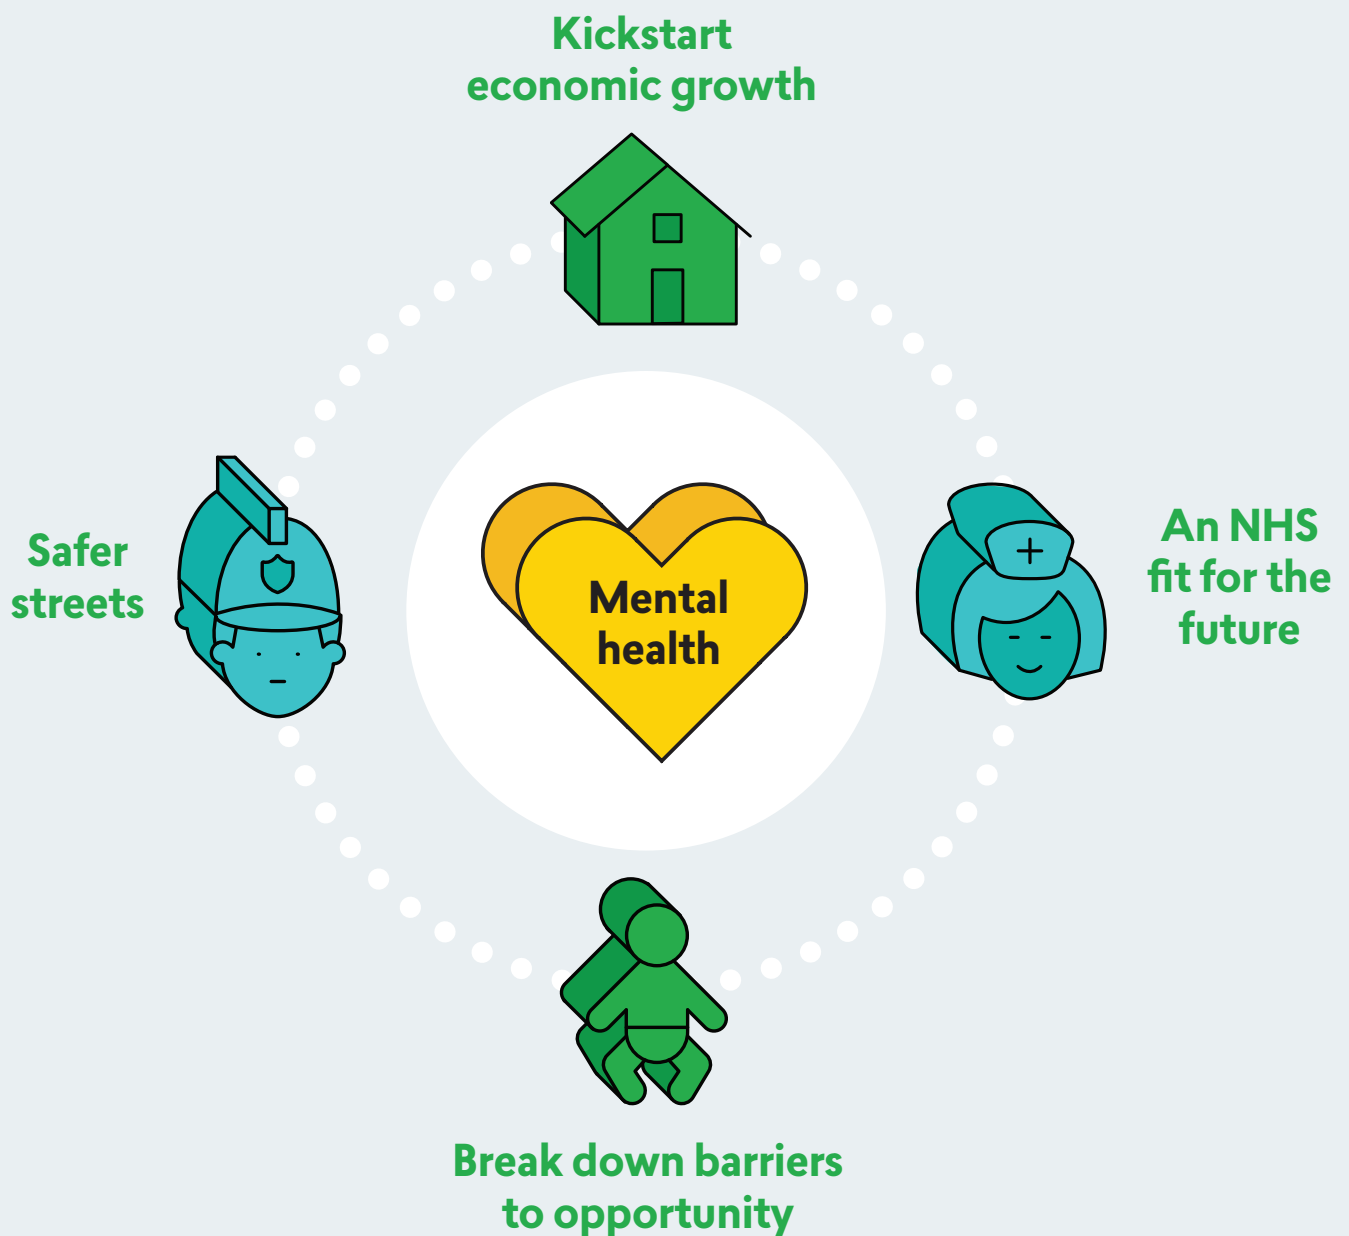 Kickstart
economic growth
Safer
streets
Mental
health
An NHS
fit for the
future
Break down barriers
to opportunity